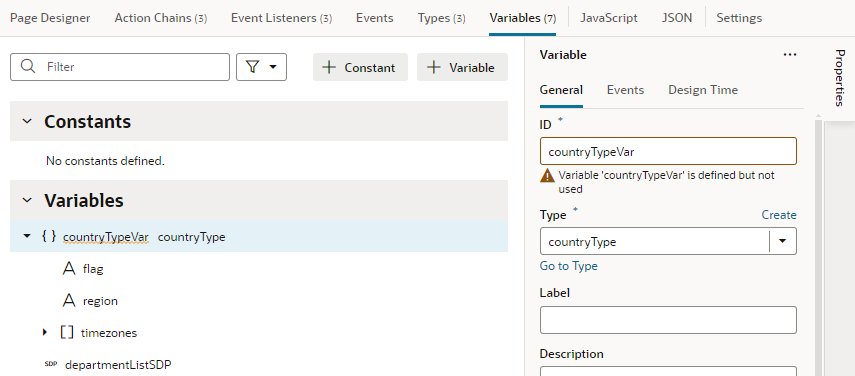 Page Designer Action Chains (3) Event Listeners (3) Events Types (3) Variables (7) JavaScript JSON Settings
Filter
+ Constant
+ Variable
Constants
No constants defined.
Variables
{ } countryTypeVar countryType
A flag
A region
[ ] timezones
SDP departmentListSDP
Variable
...
General Events Design Time
ID *
countryTypeVar
Variable 'countryTypeVar' is defined but not
used
Type * Create
countryType
Go to Type
Label
Description
Properties